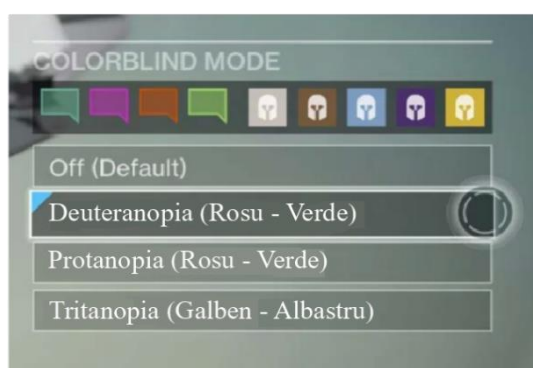 COLORBLIND MODE
Off (Default)
Deuteranopia (Rosu - Verde)
Protanopia (Rosu - Verde)
Tritanopia (Galben - Albastru)